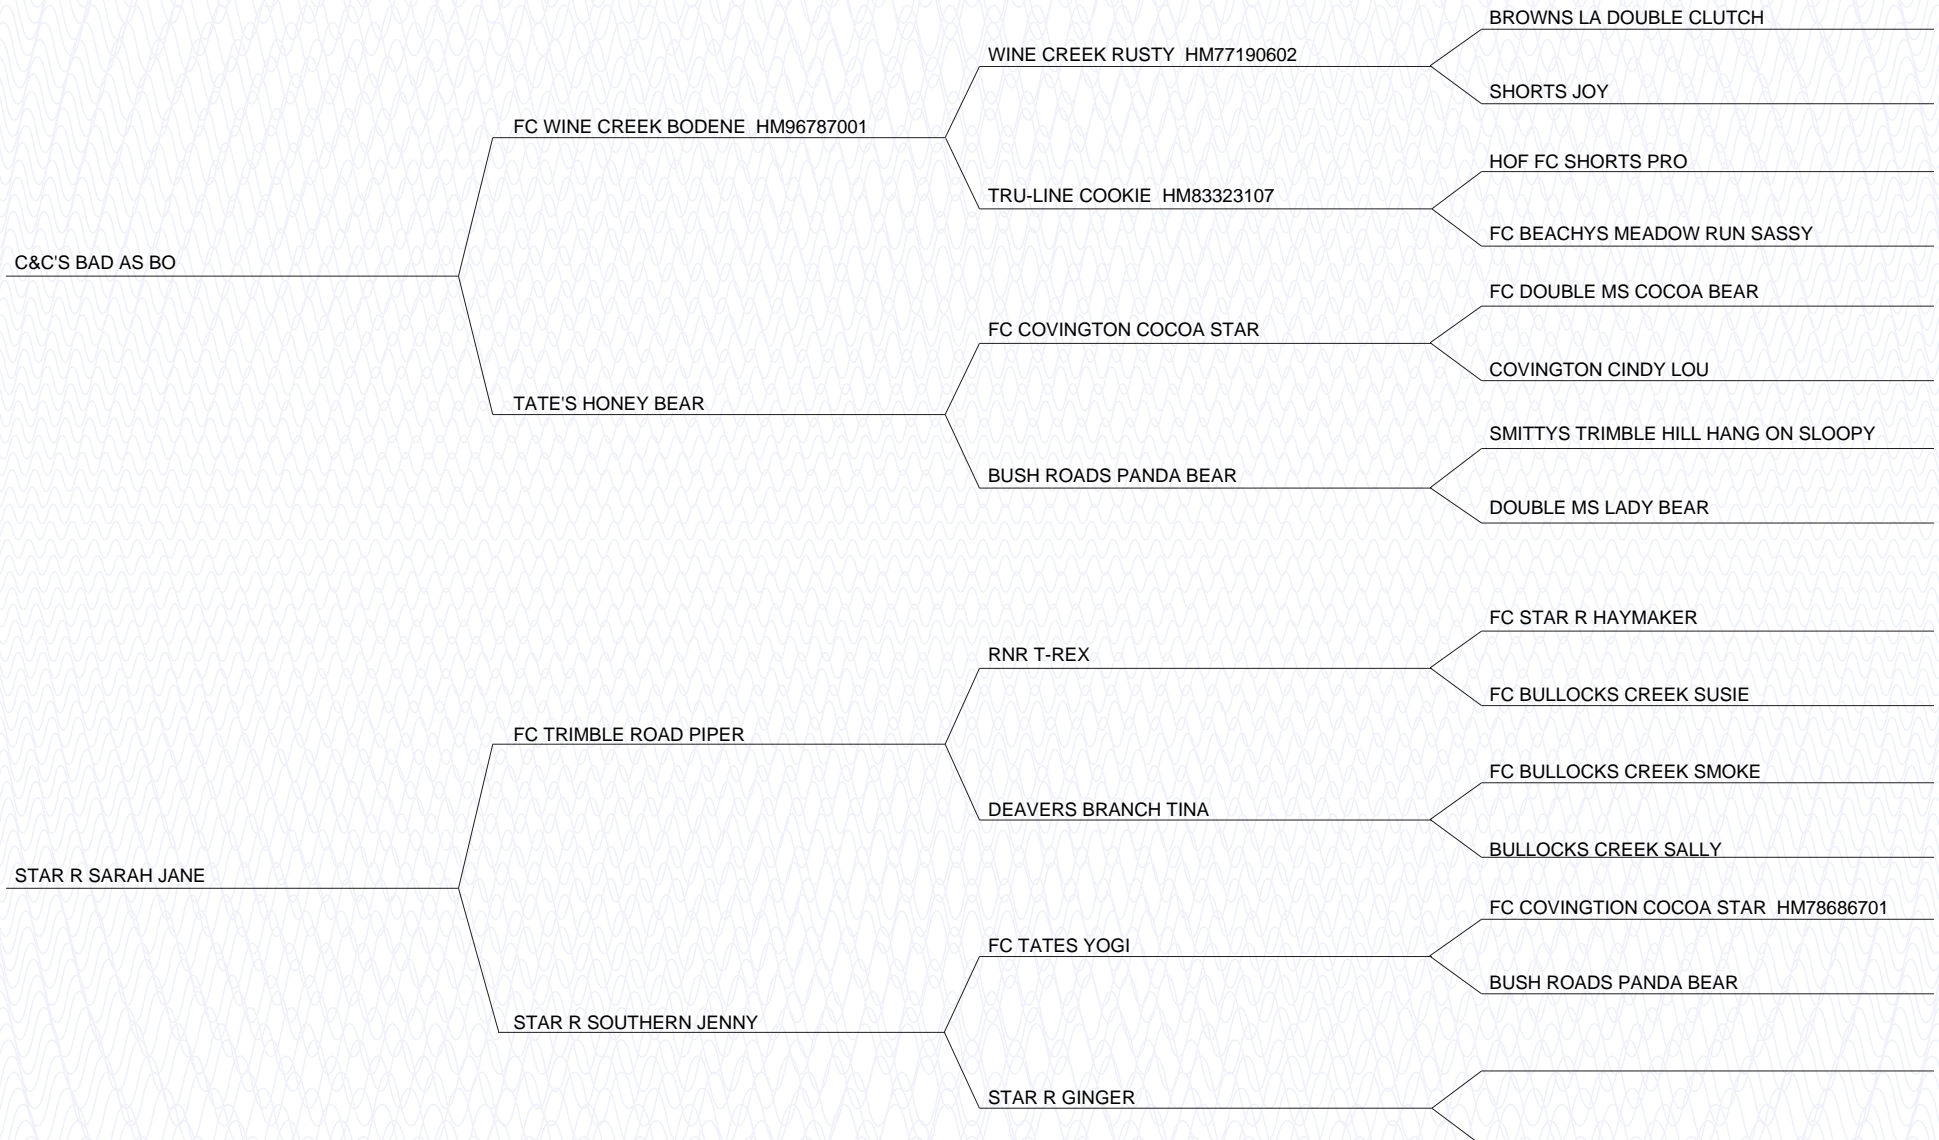 BROWNS LA DOUBLE CLUTCH
WINE CREEK RUSTY  HM77190602
SHORTS JOY
FC WINE CREEK BODENE  HM96787001
HOF FC SHORTS PRO
TRU-LINE COOKIE  HM83323107
FC BEACHYS MEADOW RUN SASSY
C&C'S BAD AS BO
FC DOUBLE MS COCOA BEAR
FC COVINGTON COCOA STAR
COVINGTON CINDY LOU
TATE'S HONEY BEAR
SMITTYS TRIMBLE HILL HANG ON SLOOPY
BUSH ROADS PANDA BEAR
DOUBLE MS LADY BEAR
FC STAR R HAYMAKER
RNR T-REX
FC BULLOCKS CREEK SUSIE
FC TRIMBLE ROAD PIPER
FC BULLOCKS CREEK SMOKE
DEAVERS BRANCH TINA
BULLOCKS CREEK SALLY
STAR R SARAH JANE
FC COVINGTION COCOA STAR  HM78686701
FC TATES YOGI
BUSH ROADS PANDA BEAR
STAR R SOUTHERN JENNY
STAR R GINGER